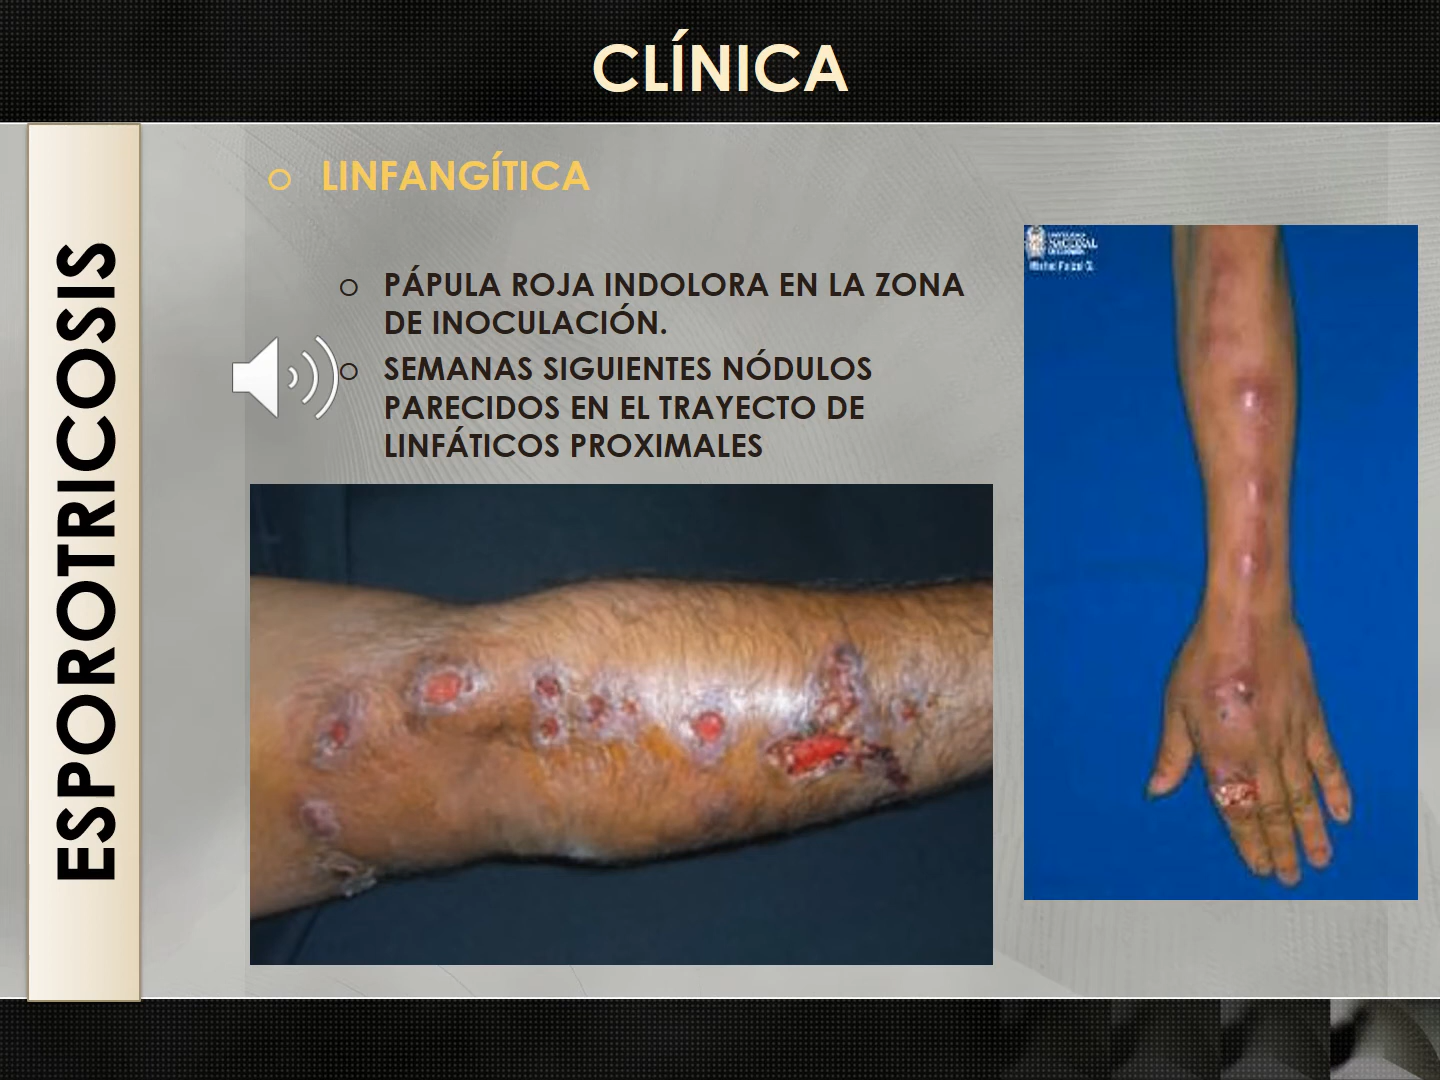 CLÍNICA
ESPOROTRICOSIS
LINFANGÍTICA
PÁPULA ROJA INDOLORA EN LA ZONA
DE INOCULACIÓN.
SEMANAS SIGUIENTES NÓDULOS
PARECIDOS EN EL TRAYECTO DE
LINFÁTICOS PROXIMALES
NACIONAL